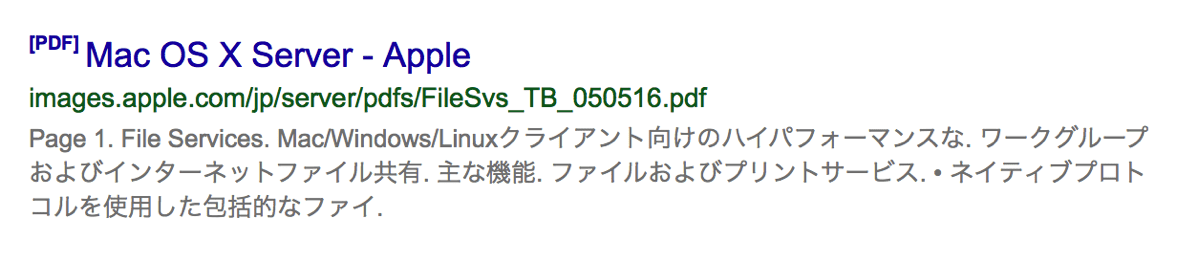 [PDF] Mac OS X Server - Apple
images.apple.com/jp/server/pdfs/FileSvs_TB_050516.pdf
Page 1. File Services. Mac/Windows/Linuxクライアント向けのハイパフォーマンスな. ワークグループ
およびインターネットファイル共有. 主な機能. ファイルおよびプリントサービス. • ネイティブプロト
コルを使用した包括的なファイ.